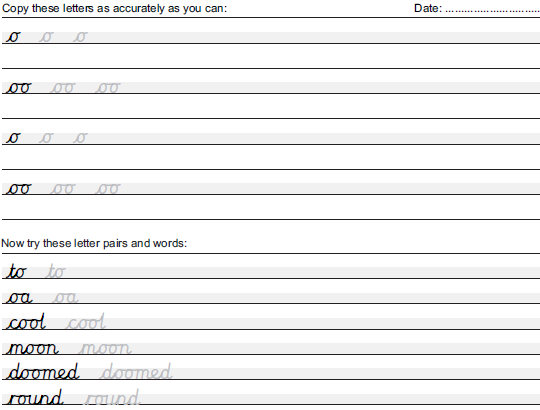 Copy these letters as accurately as you can: Date: ..............................
o o o
oo oo oo
o o o
oo oo oo
Now try these letter pairs and words:
to to
oa oa
cool cool
moon moon
doomed doomed
round round